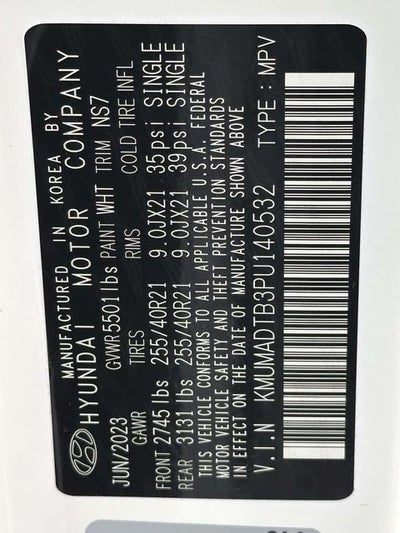 MANUFACTURED IN KOREA BY
HYUNDAI MOTOR COMPANY
GVWR 5501 lbs PAINT WHT TRIM NS7
JUN/2023
GAWR TIRES RIMS COLD TIRE INFL
FRONT 2745 lbs 255/40R21 9.0JX21 35psi SINGLE
REAR 3131 lbs 255/40R21 9.0JX21 39psi SINGLE
THIS VEHICLE CONFORMS TO ALL APPLICABLE U.S.A. FEDERAL
MOTOR VEHICLE SAFETY AND THEFT PREVENTION STANDARDS
IN EFFECT ON THE DATE OF MANUFACTURE SHOWN ABOVE
V.I.N KMUMADTB3PU140532 TYPE : MPV